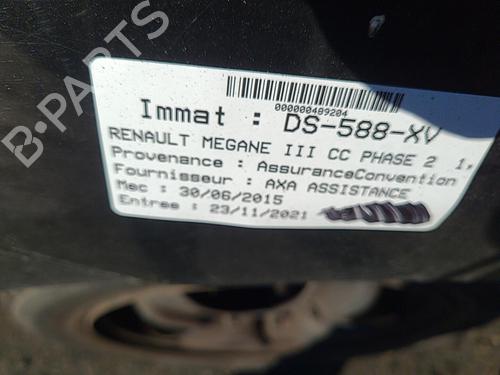 B-PARTS
000000489204
Immat : DS-588-XV
RENAULT MEGANE III CC PHASE 2 1.
Provenance : AssuranceConvention
Fournisseur : AXA ASSISTANCE
Mec : 30/06/2015
Entree : 23/11/2021